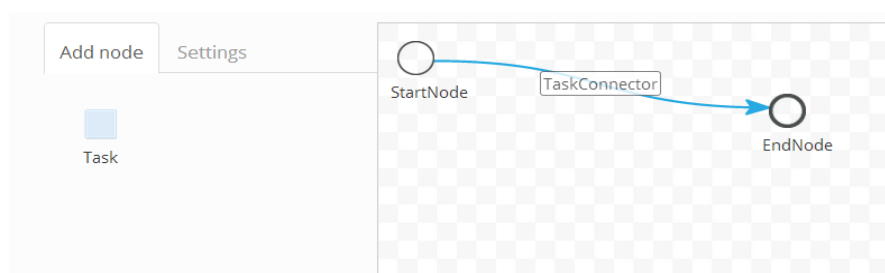 Add node
Settings
Task
StartNode
TaskConnector
EndNode